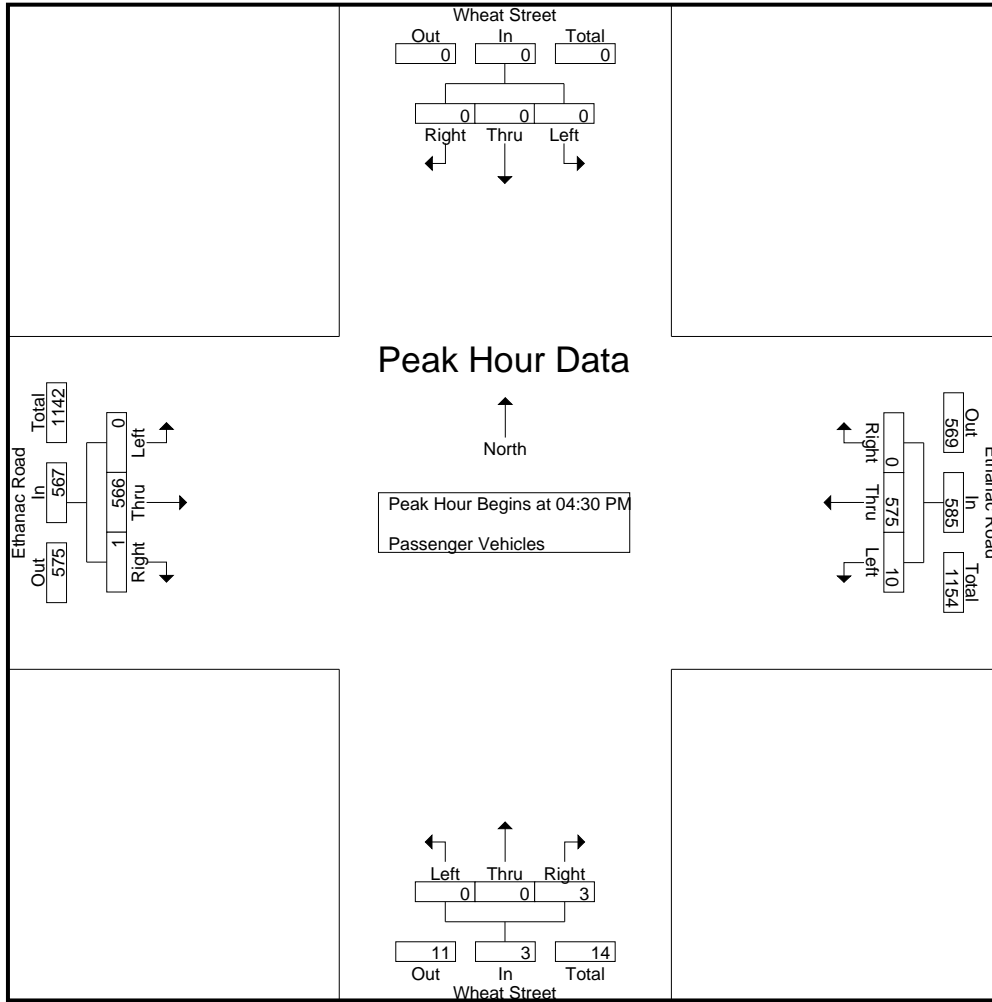 Wheat Street
Out In Total
0 0 0
0 0 0
Right Thru Left
Peak Hour Data
North
Peak Hour Begins at 04:30 PM
Passenger Vehicles
Ethanac Road
Out In Total
575 567 1142
Left Thru Right
0 566 1
Ethanac Road
Out In Total
569 585 1154
Right Thru Left
0 575 10
Left Thru Right
0 0 3
11 3 14
Out In Total
Wheat Street